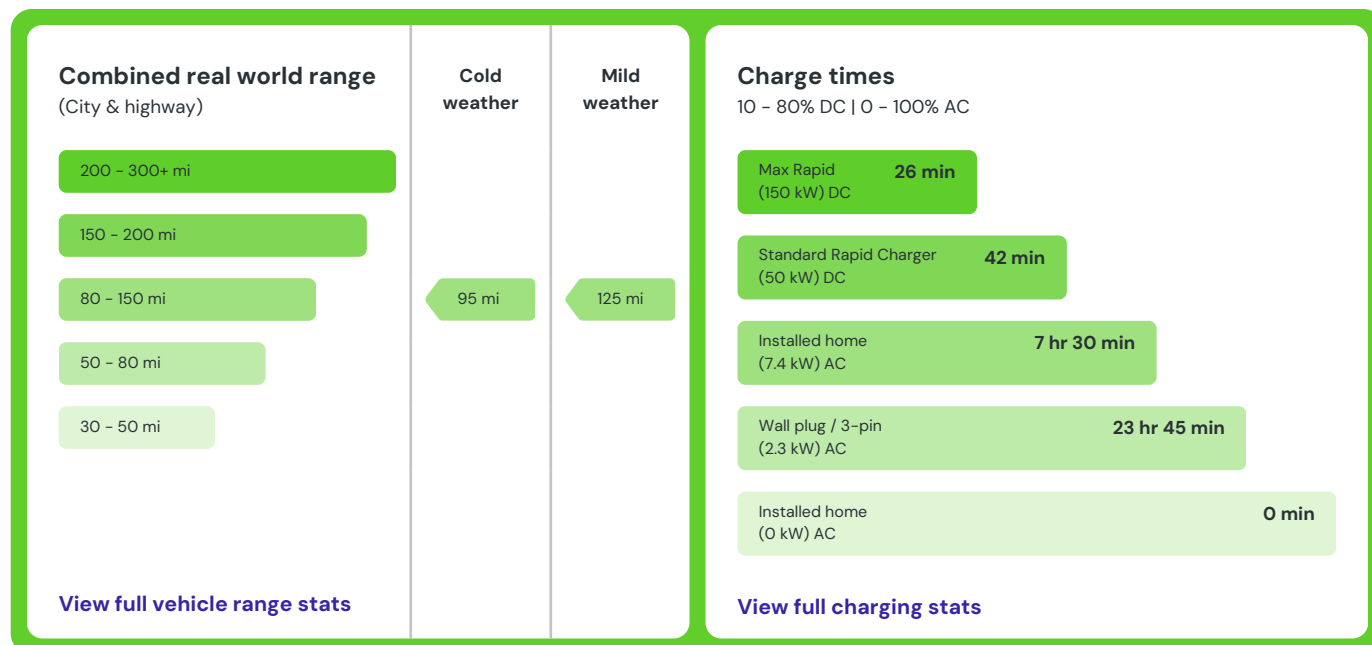 Combined real world range
(City & highway)
Cold
weather
Mild
weather
200 - 300+ mi
150 - 200 mi
80 - 150 mi
95 mi
125 mi
50 - 80 mi
30 - 50 mi
View full vehicle range stats
Charge times
10 - 80% DC | 0 - 100% AC
Max Rapid
(150 kW) DC
26 min
Standard Rapid Charger
(50 kW) DC
42 min
Installed home
(7.4 kW) AC
7 hr 30 min
Wall plug / 3-pin
(2.3 kW) AC
23 hr 45 min
Installed home
(0 kW) AC
0 min
View full charging stats